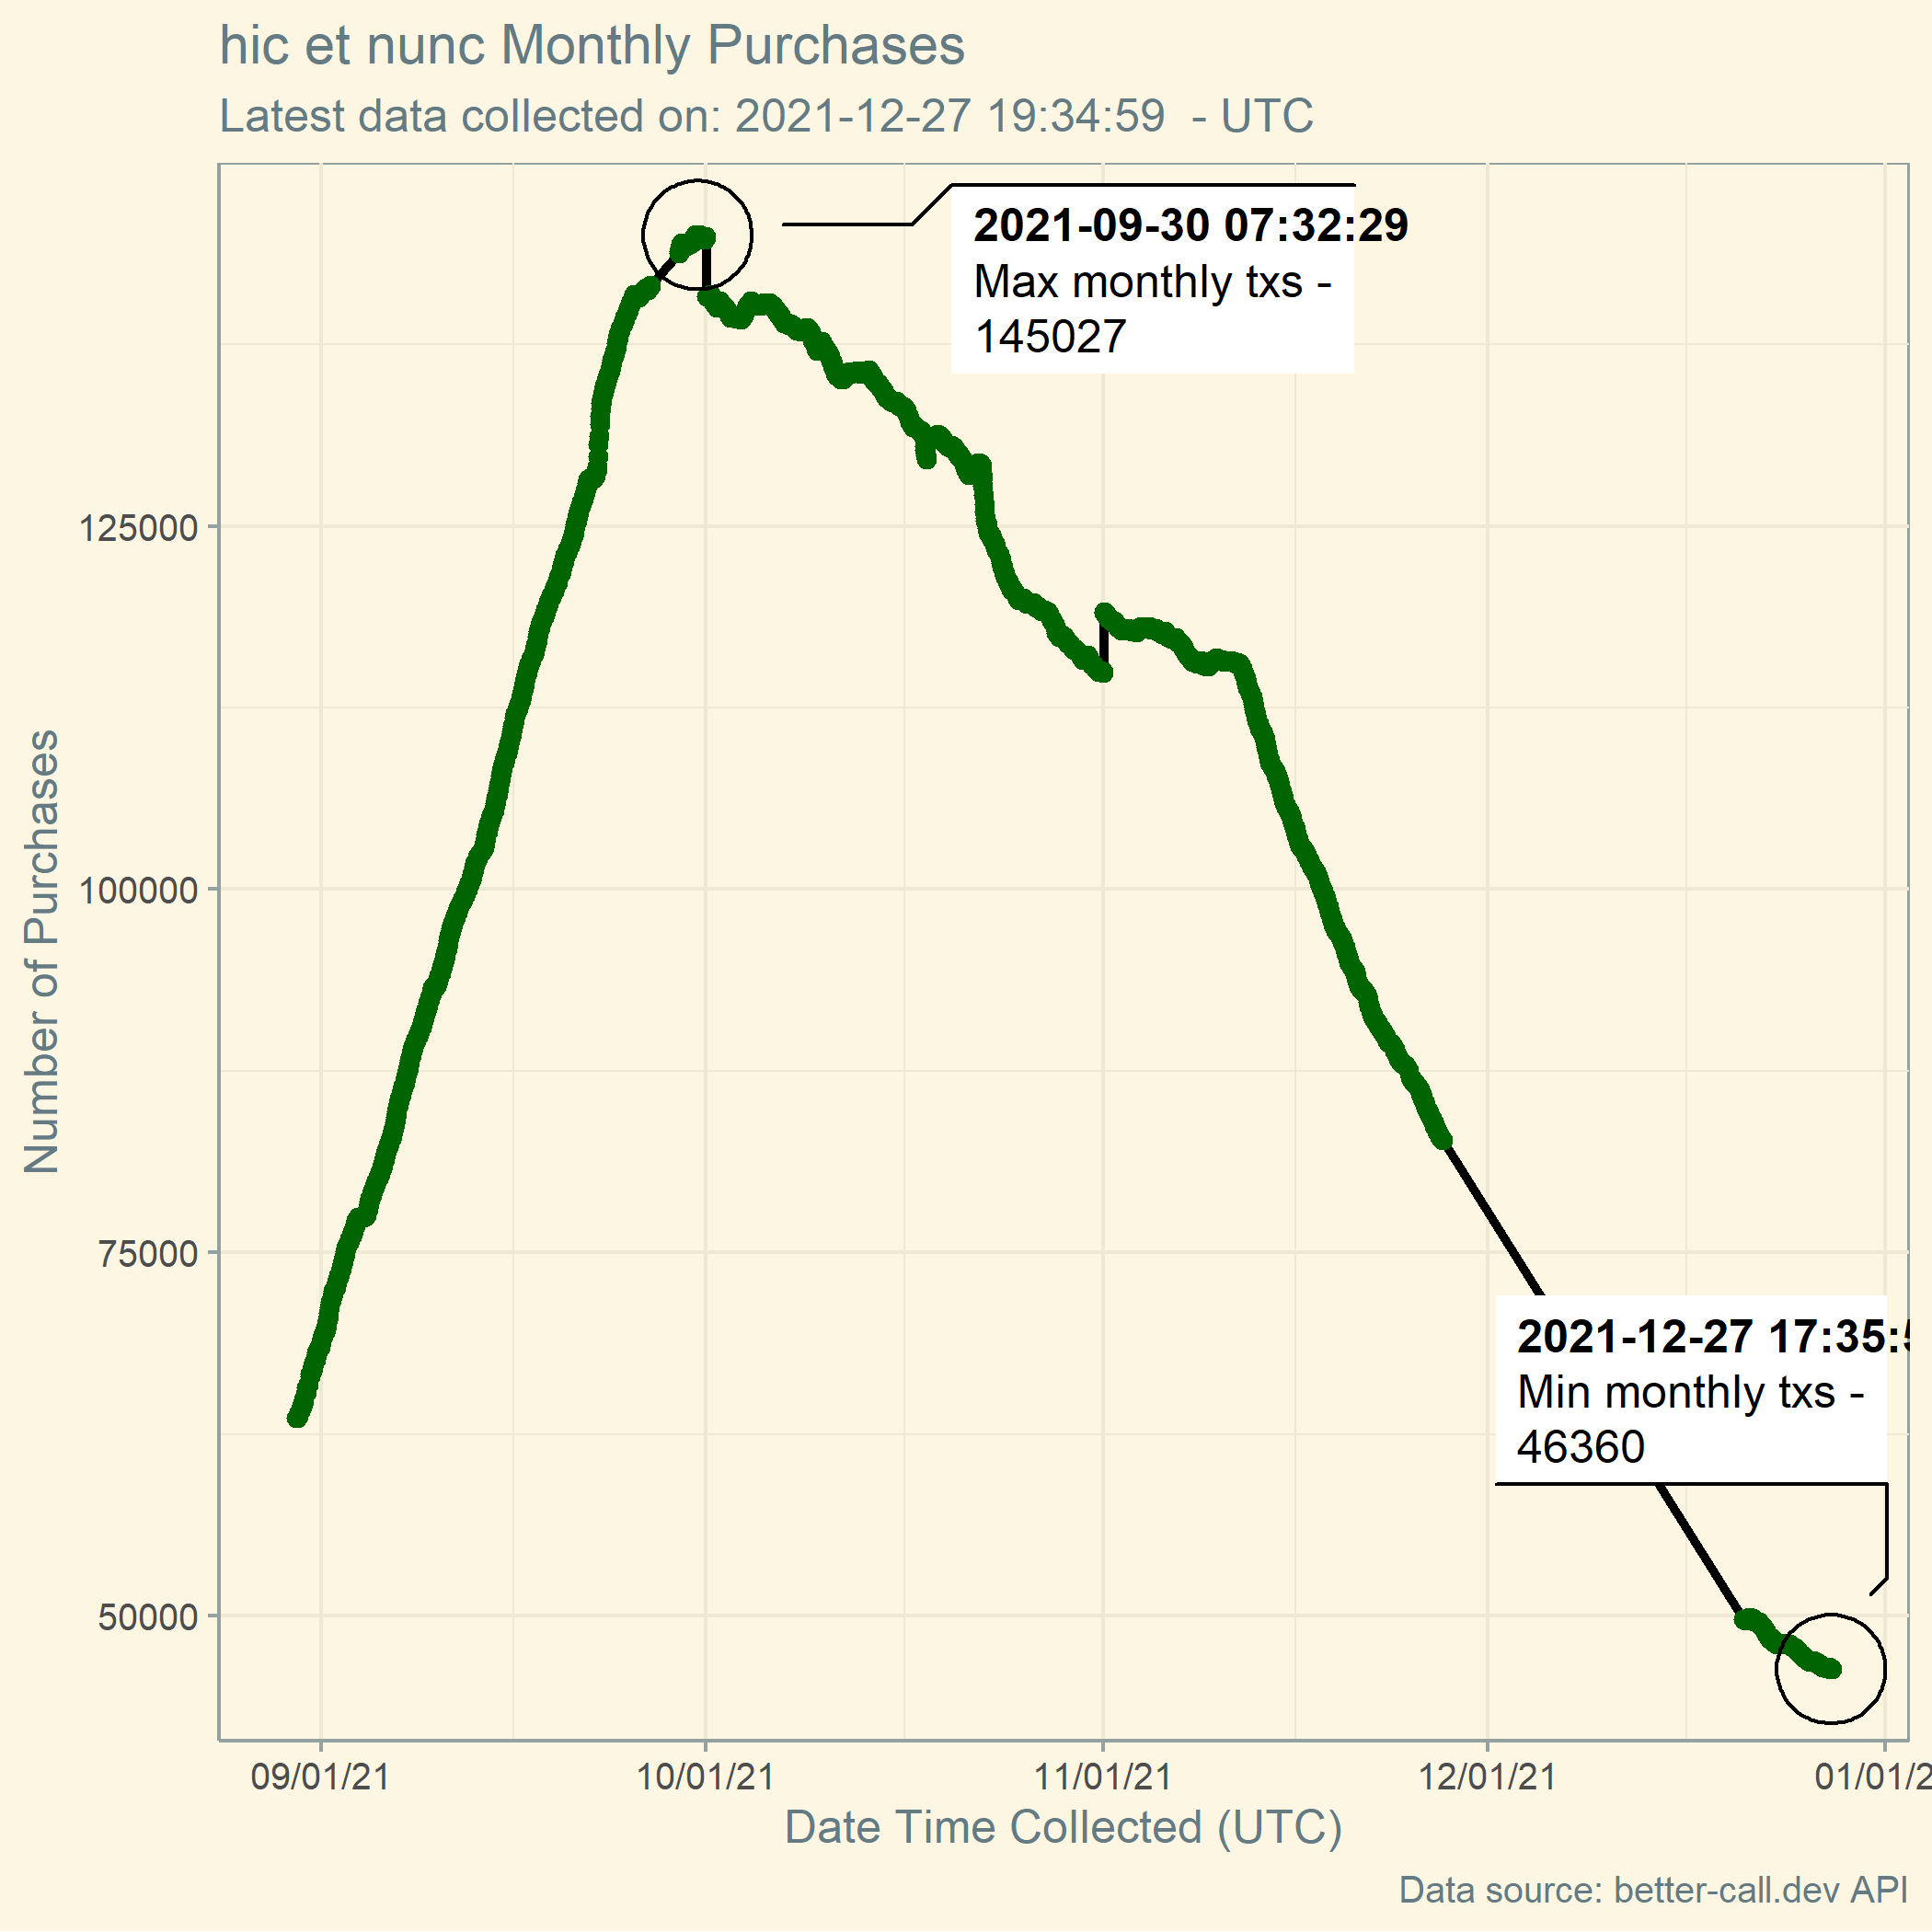 hic et nunc Monthly Purchases
Latest data collected on: 2021-12-27 19:34:59  - UTC
2021-09-30 07:32:29
Max monthly txs -
145027
125000
100000
75000
50000
Number of Purchases
2021-12-27 17:35:
Min monthly txs -
46360
09/01/21
10/01/21
11/01/21
12/01/21
01/01/2
Date Time Collected (UTC)
Data source: better-call.dev API